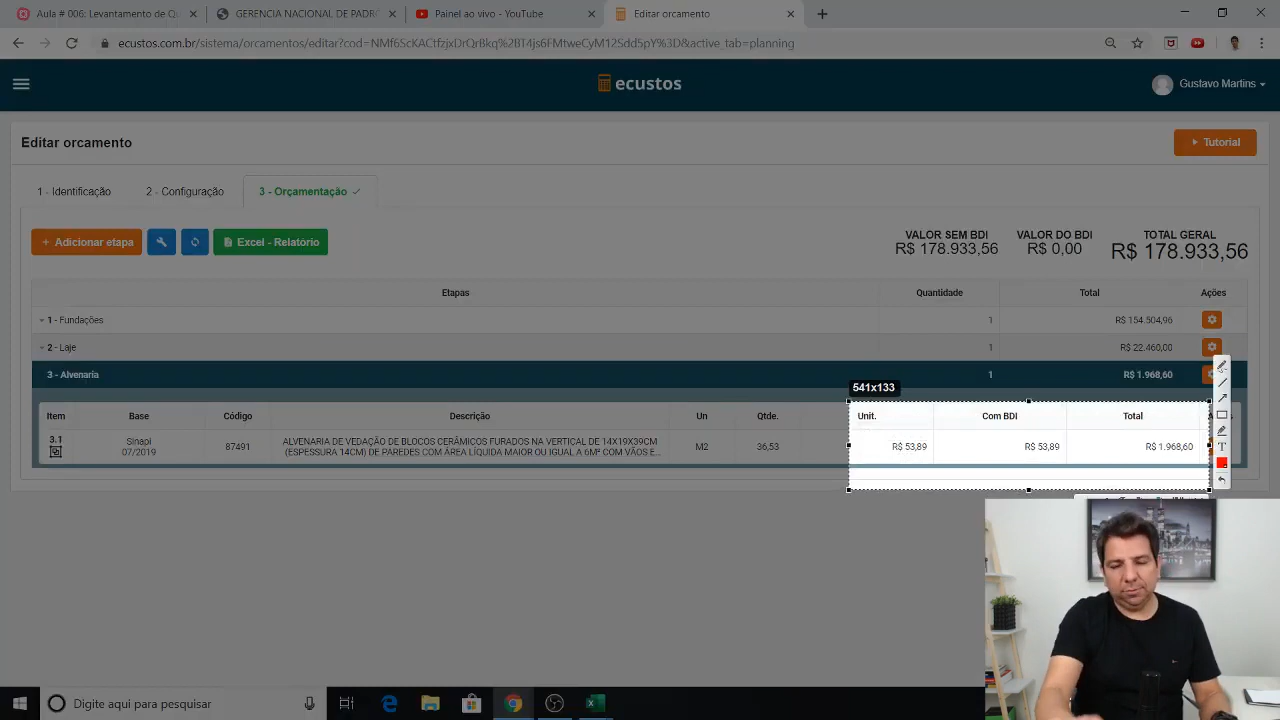 Aula # 006: Levantamento de Qu
GERENCIA NACIONAL DE PADR
Painel ao vivo - YouTube
Editar orcamento
ecustos.com.br/sistema/orcamentos/editar?
&active_tab=planning
ecustos
Gustavo Martins
Editar orcamento
Tutorial
1 - Identificação
2 - Configuração
3 - Orçamentação
+ Adicionar etapa
Excel - Relatório
VALOR SEM BDI
R$ 178.933,56
VALOR DO BDI
R$ 0,00
TOTAL GERAL
R$ 178.933,56
Etapas Quantidade Total Ações
1 - Fundações 1 R$ 154.504,96
2 - Laje 1 R$ 22.460,00
3 - Alvenaria 1 R$ 1.968,60
541x133
Item Base Código Descrição Un Qtde. Unit. Com BDI Total
3.1 Sinapi 07/2019 87491 ALVENARIA DE VEDAÇÃO DE BLOCOS CERÂMICOS FURADOS NA VERTICAL DE 14X19X39CM M2 36,53 R$ 53,89 R$ 53,89 R$ 1.968,60
(ESPESSURA 14CM) DE PAREDES COM ÁREA LÍQUIDA MENOR OU IGUAL A 6M² COM VÃOS E...
T
Digite aqui para pesquisar